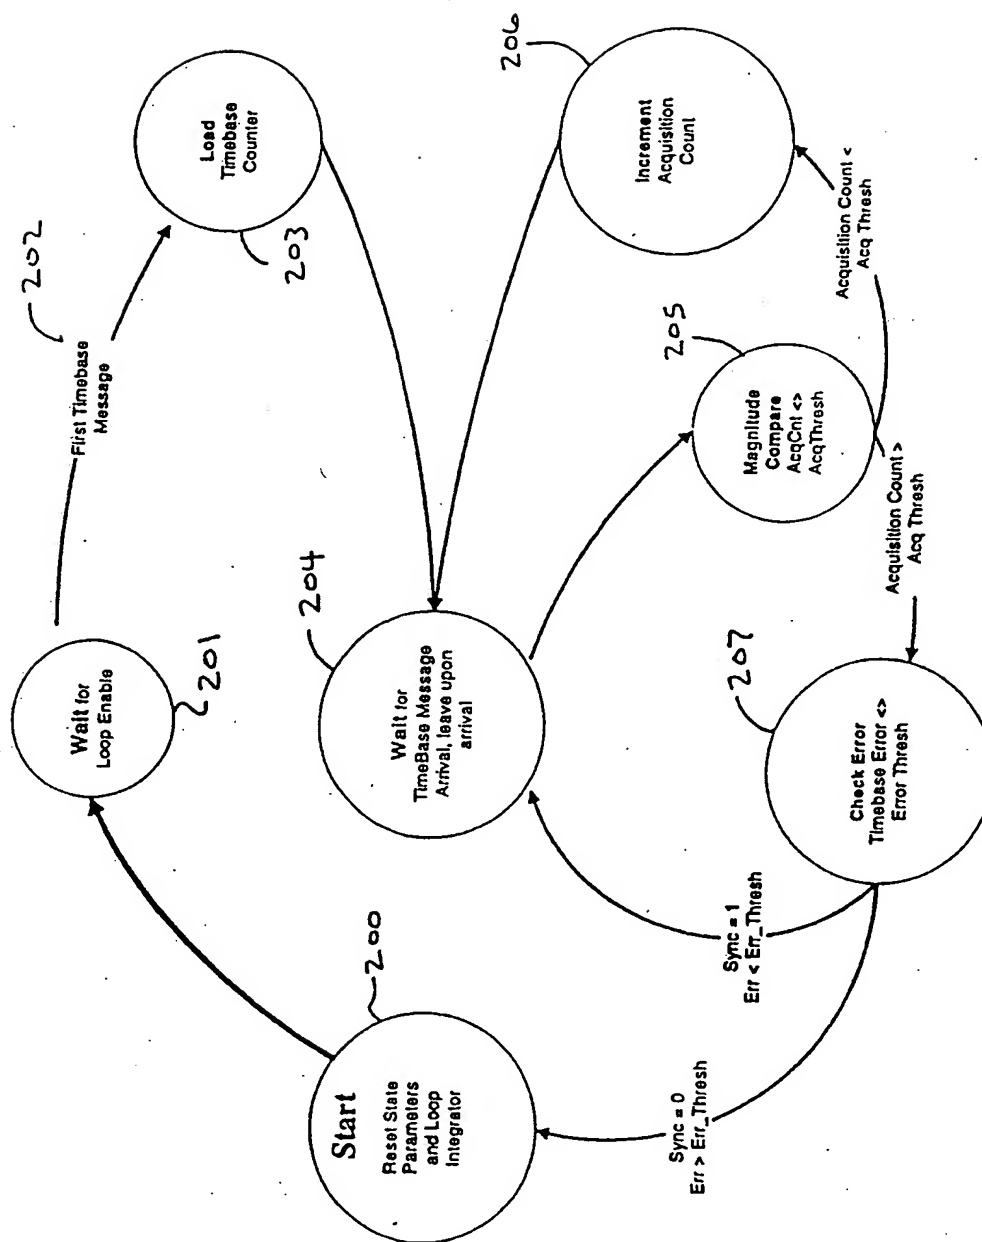 Start
Reset State
Parameters
and Loop
Integrator
200
Wait for
Loop Enable
201
First Timebase
Message
202
Load
Timebase
Counter
203
Wait for
TimeBase Message
Arrival, leave upon
arrival
204
Magnitude
Compare
AcqCnt <>
AcqThresh
205
Acquisition Count <
Acq Thresh
Increment
Acquisition
Count
206
Acquisition Count >
Acq Thresh
Check Error
Timebase Error <>
Error Thresh
207
Sync = 1
Err < Err_Thresh
Sync = 0
Err > Err_Thresh